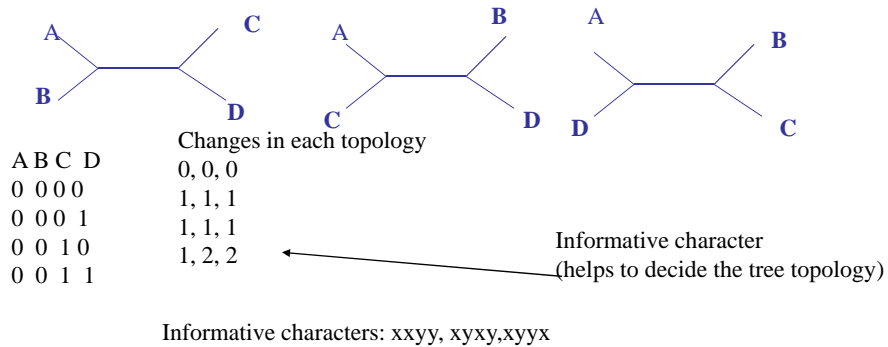 A
C
B
D
A
B
C
D
A
B
D
C
A B C D
0 0 0 0
0 0 0 1
0 0 1 0
0 0 1 1
Changes in each topology
0, 0, 0
1, 1, 1
1, 1, 1
1, 2, 2
Informative character
(helps to decide the tree topology)
Informative characters: xxyy, xyxy,xyyx